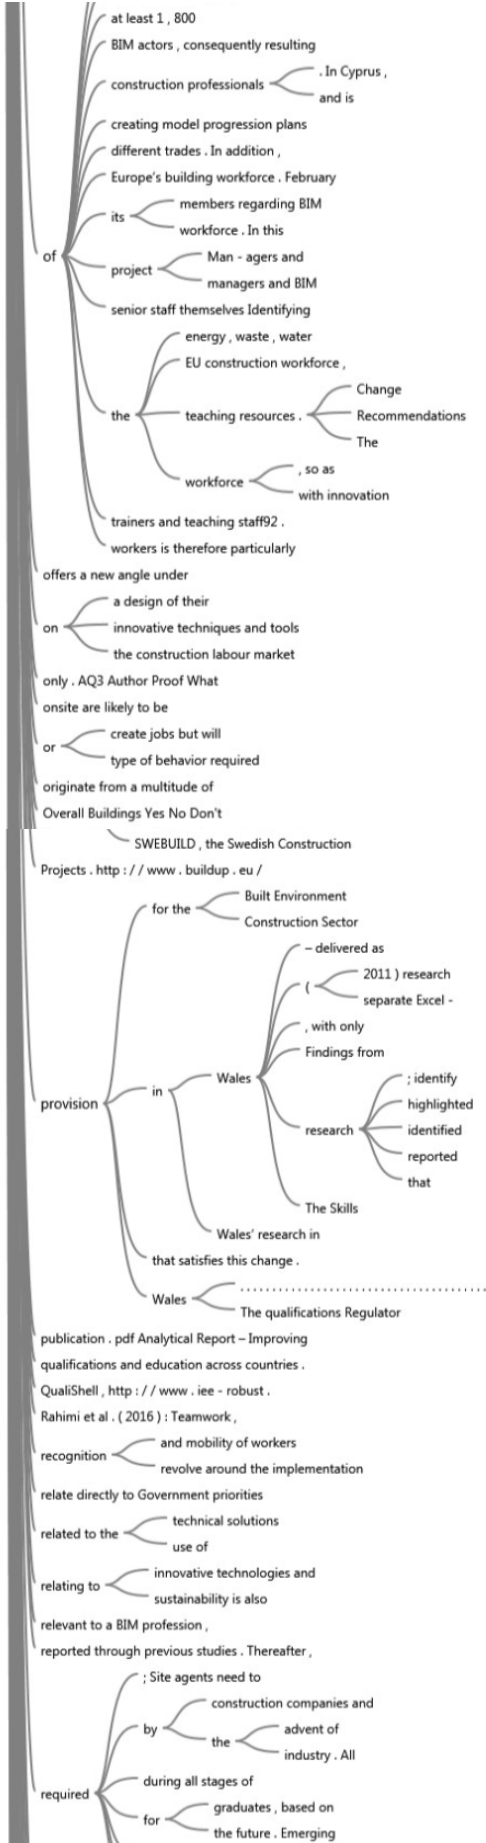 at least 1 , 800
BIM actors , consequently resulting
. In Cyprus ,
construction professionals
and is
creating model progression plans
different trades . In addition ,
Europe's building workforce . February
members regarding BIM
its
workforce . In this
of
Man - agers and
project
managers and BIM
senior staff themselves Identifying
energy , waste , water
EU construction workforce ,
Change
the
teaching resources .
Recommendations
The
, so as
workforce
with innovation
trainers and teaching staff92 .
workers is therefore particularly
offers a new angle under
a design of their
on
innovative techniques and tools
the construction labour market
only . AQ3 Author Proof What
onsite are likely to be
create jobs but will
or
type of behavior required
originate from a multitude of
Overall Buildings Yes No Don't
SWEBUILD , the Swedish Construction
Projects . http : / / www . buildup . eu /
Built Environment
for the
Construction Sector
– delivered as
2011 ) research
(
separate Excel -
, with only
Findings from
Wales
; identify
in
highlighted
provision
research
identified
reported
that
The Skills
Wales' research in
that satisfies this change .
................................................
Wales
The qualifications Regulator
publication . pdf Analytical Report – Improving
qualifications and education across countries .
QualiShell , http : / / www . iee - robust .
Rahimi et al . ( 2016 ) : Teamwork ,
and mobility of workers
recognition
revolve around the implementation
relate directly to Government priorities
technical solutions
related to the
use of
innovative technologies and
relating to
sustainability is also
relevant to a BIM profession ,
reported through previous studies . Thereafter ,
; Site agents need to
construction companies and
by
advent of
the
industry . All
during all stages of
required
graduates , based on
for
the future . Emerging